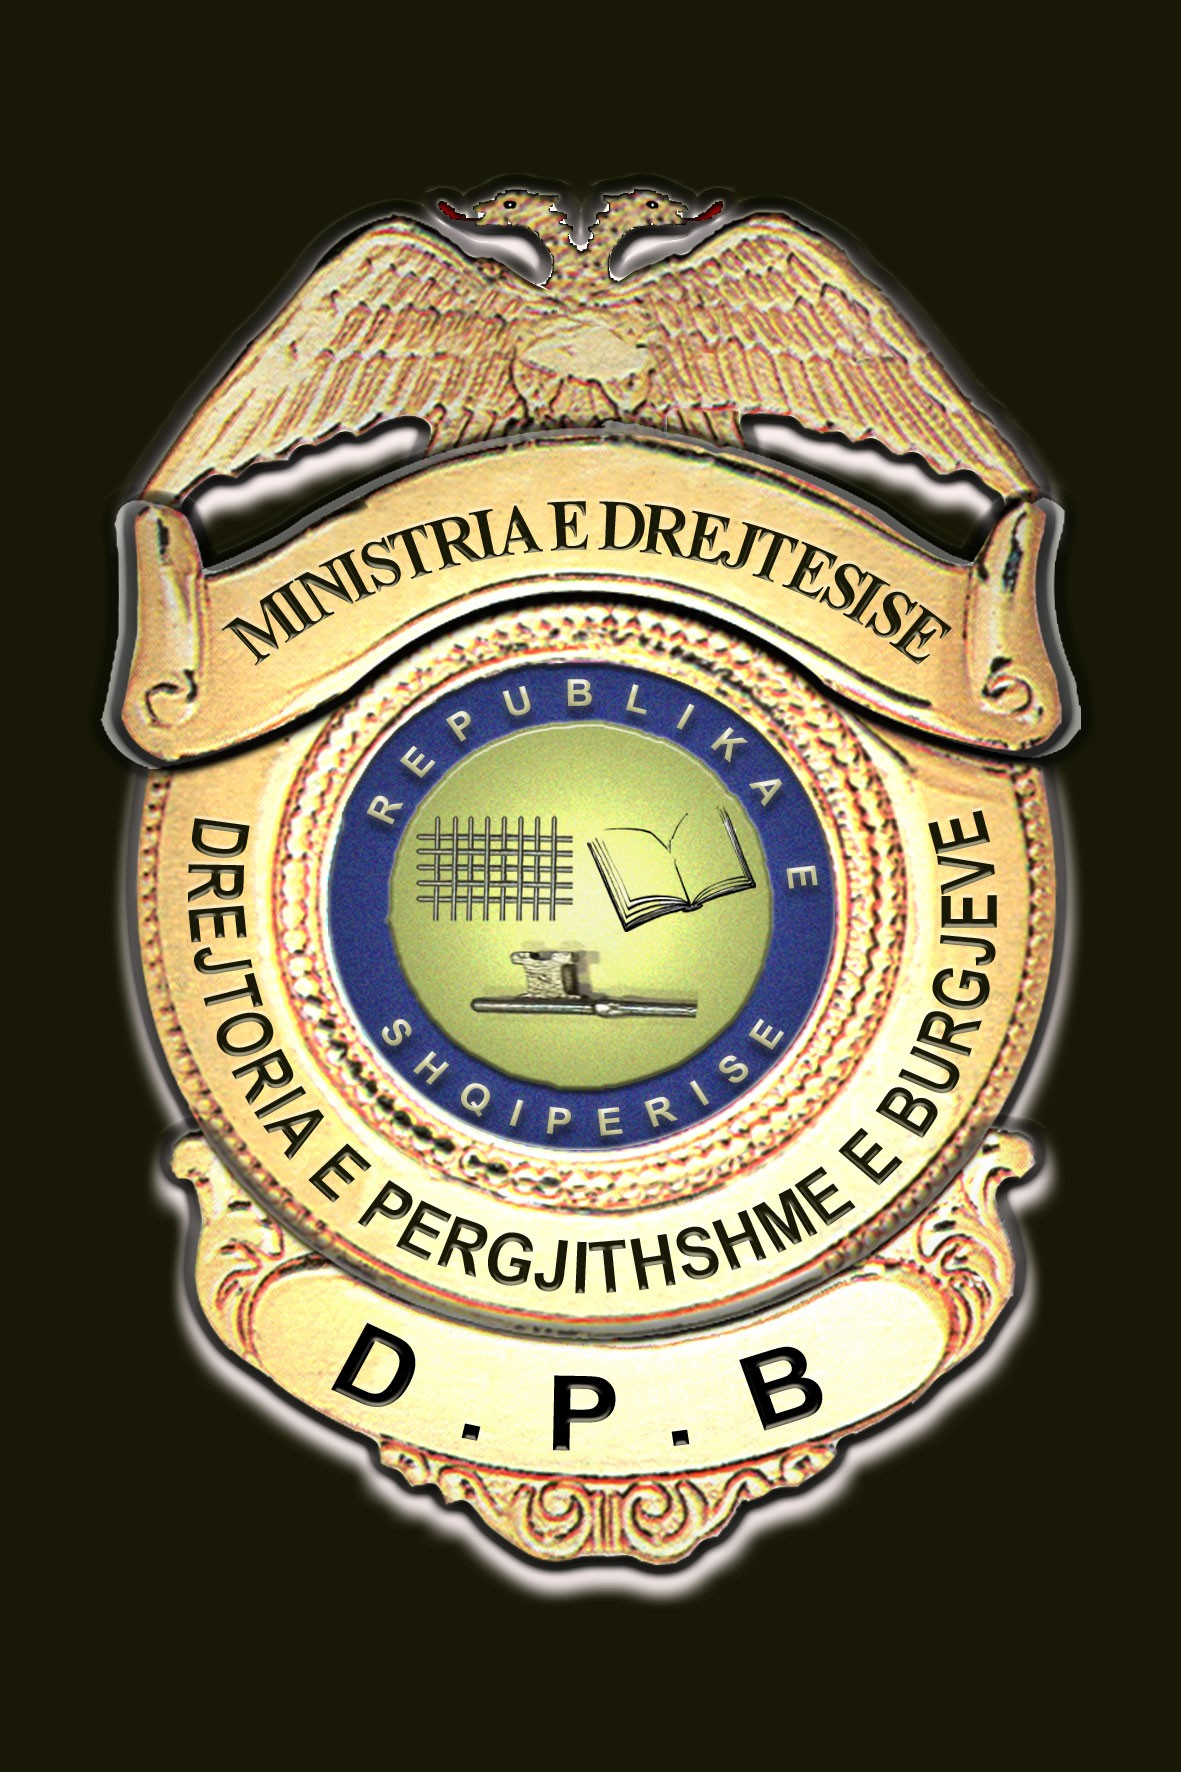 MINISTRIA E DREJTESISE
REPUBLIKA E
SHQIPERISE
DREJTORIA E PERGJITHSHME E BURGJEVE
D.P.B